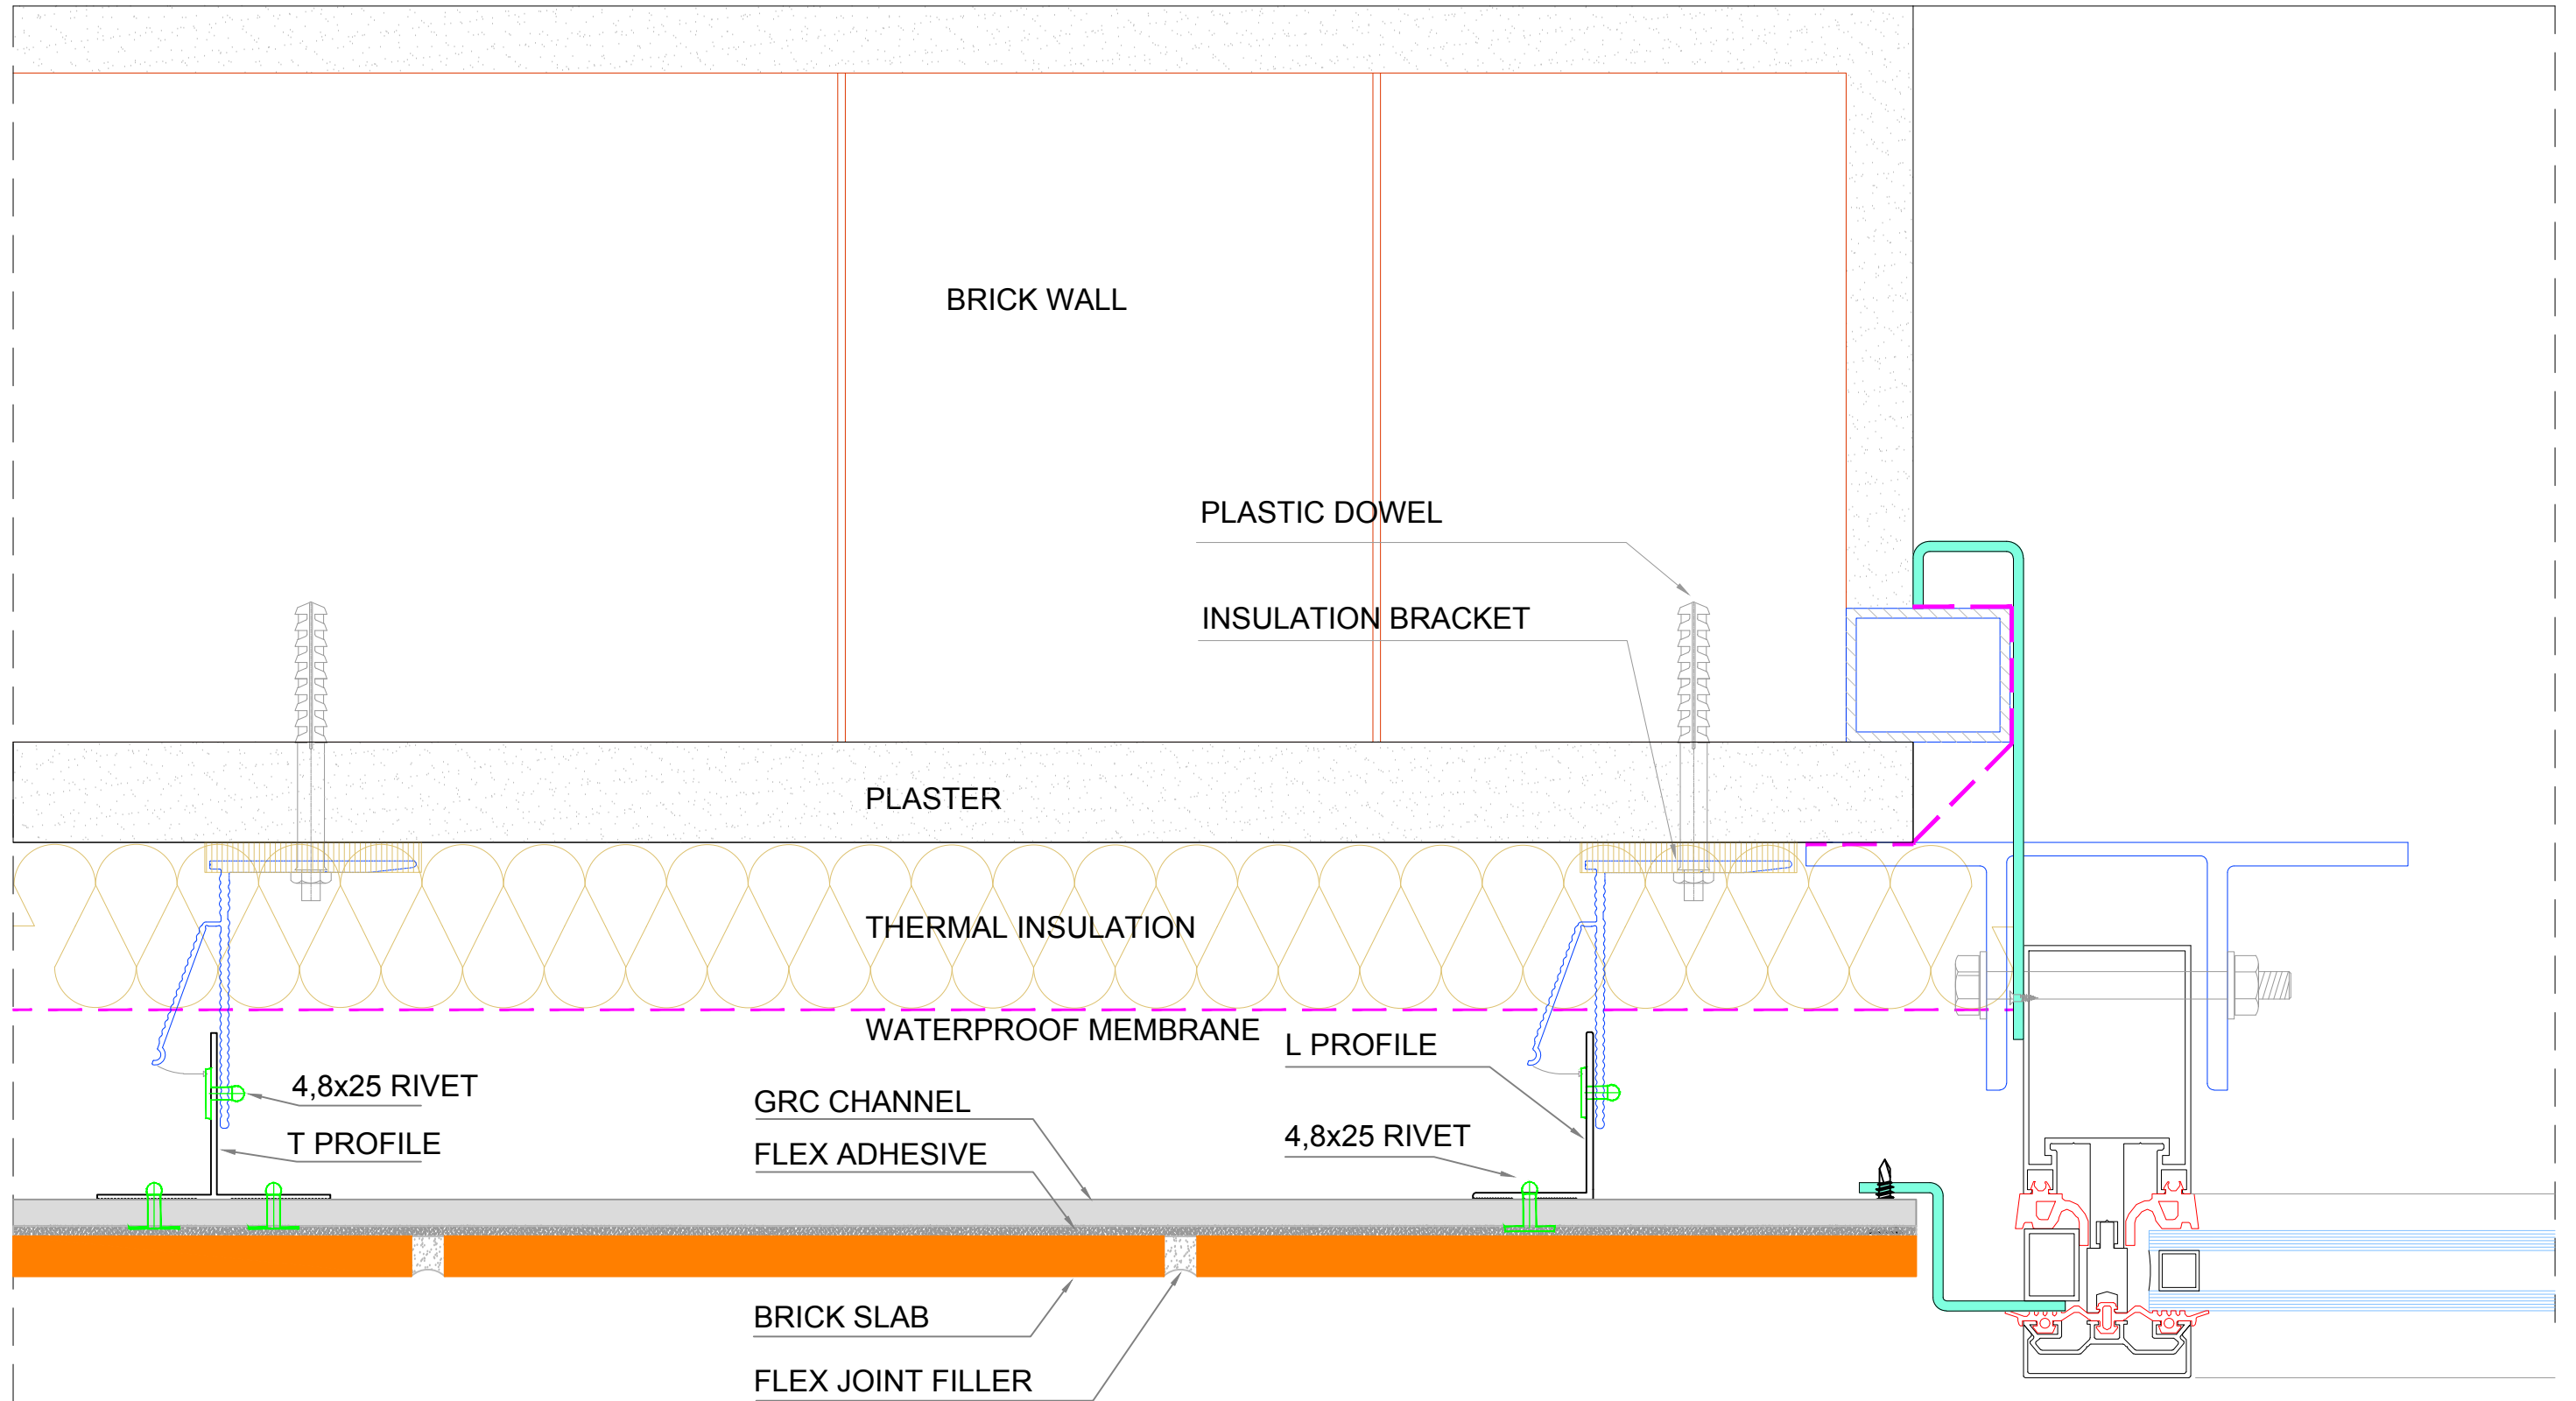 BRICK WALL
PLASTIC DOWEL
INSULATION BRACKET
PLASTER
THERMAL INSULATION
WATERPROOF MEMBRANE
L PROFILE
4,8x25 RIVET
GRC CHANNEL
T PROFILE
FLEX ADHESIVE
4,8x25 RIVET
BRICK SLAB
FLEX JOINT FILLER